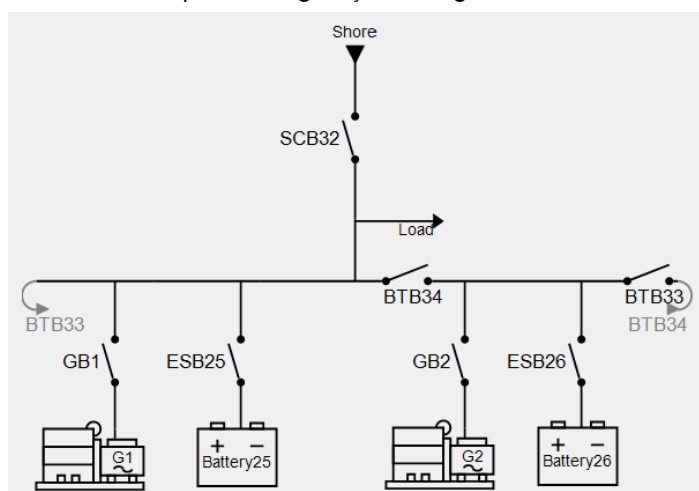 Shore
SCB32
Load
BTB34
BTB33
BTB33
BTB34
GB1
ESB25
GB2
ESB26
G1
+ −
Battery25
G2
+ −
Battery26